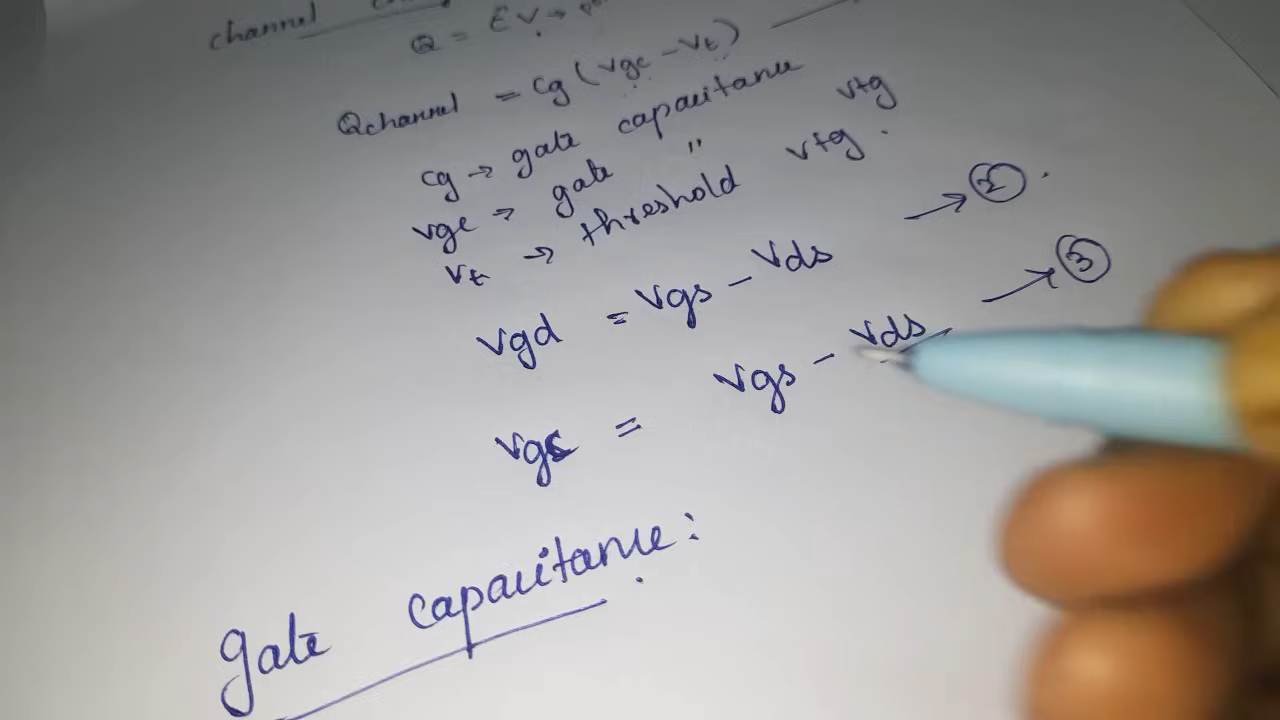 channel
Q = CV →
Qchannel = Cg (Vgc - Vt)
Cg → gate capacitance
Vgc → gate " vtg
Vt → threshold vtg.
Vgd = Vgs - Vds → ②.
Vgc = Vgs - Vds → ③
gate capacitance: